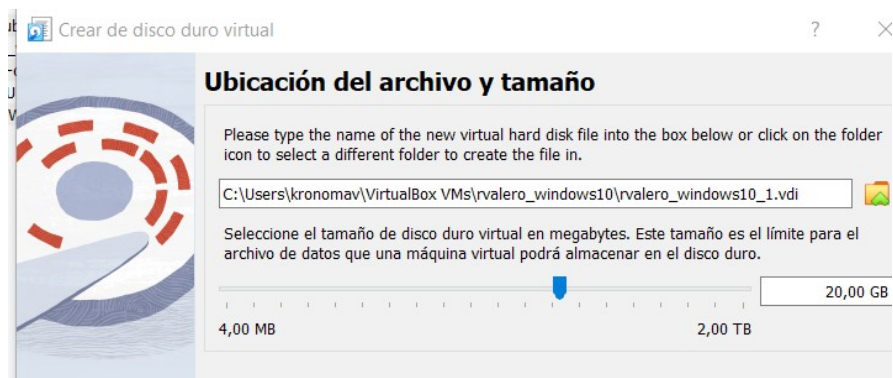 Crear de disco duro virtual
?
Ubicación del archivo y tamaño
Please type the name of the new virtual hard disk file into the box below or click on the folder
icon to select a different folder to create the file in.
C:\Users\kronomav\VirtualBox VMs\rvalero_windows10\rvalero_windows10_1.vdi
Seleccione el tamaño de disco duro virtual en megabytes. Este tamaño es el límite para el
archivo de datos que una máquina virtual podrá almacenar en el disco duro.
20,00 GB
4,00 MB 2,00 TB